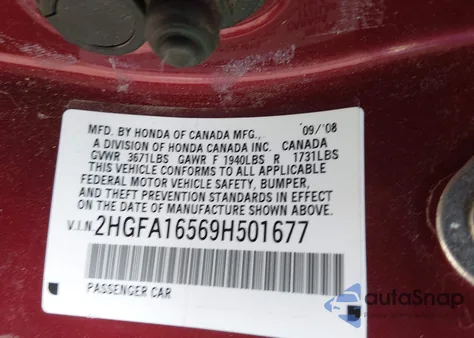 MFD. BY HONDA OF CANADA MFG., 09/'08
A DIVISION OF HONDA CANADA INC. CANADA
GVWR 3671LBS GAWR F 1940LBS R 1731LBS
THIS VEHICLE CONFORMS TO ALL APPLICABLE
FEDERAL MOTOR VEHICLE SAFETY, BUMPER,
AND THEFT PREVENTION STANDARDS IN EFFECT
ON THE DATE OF MANUFACTURE SHOWN ABOVE.
V.I.N. 2HGFA16569H501677
PASSENGER CAR
autoSnap